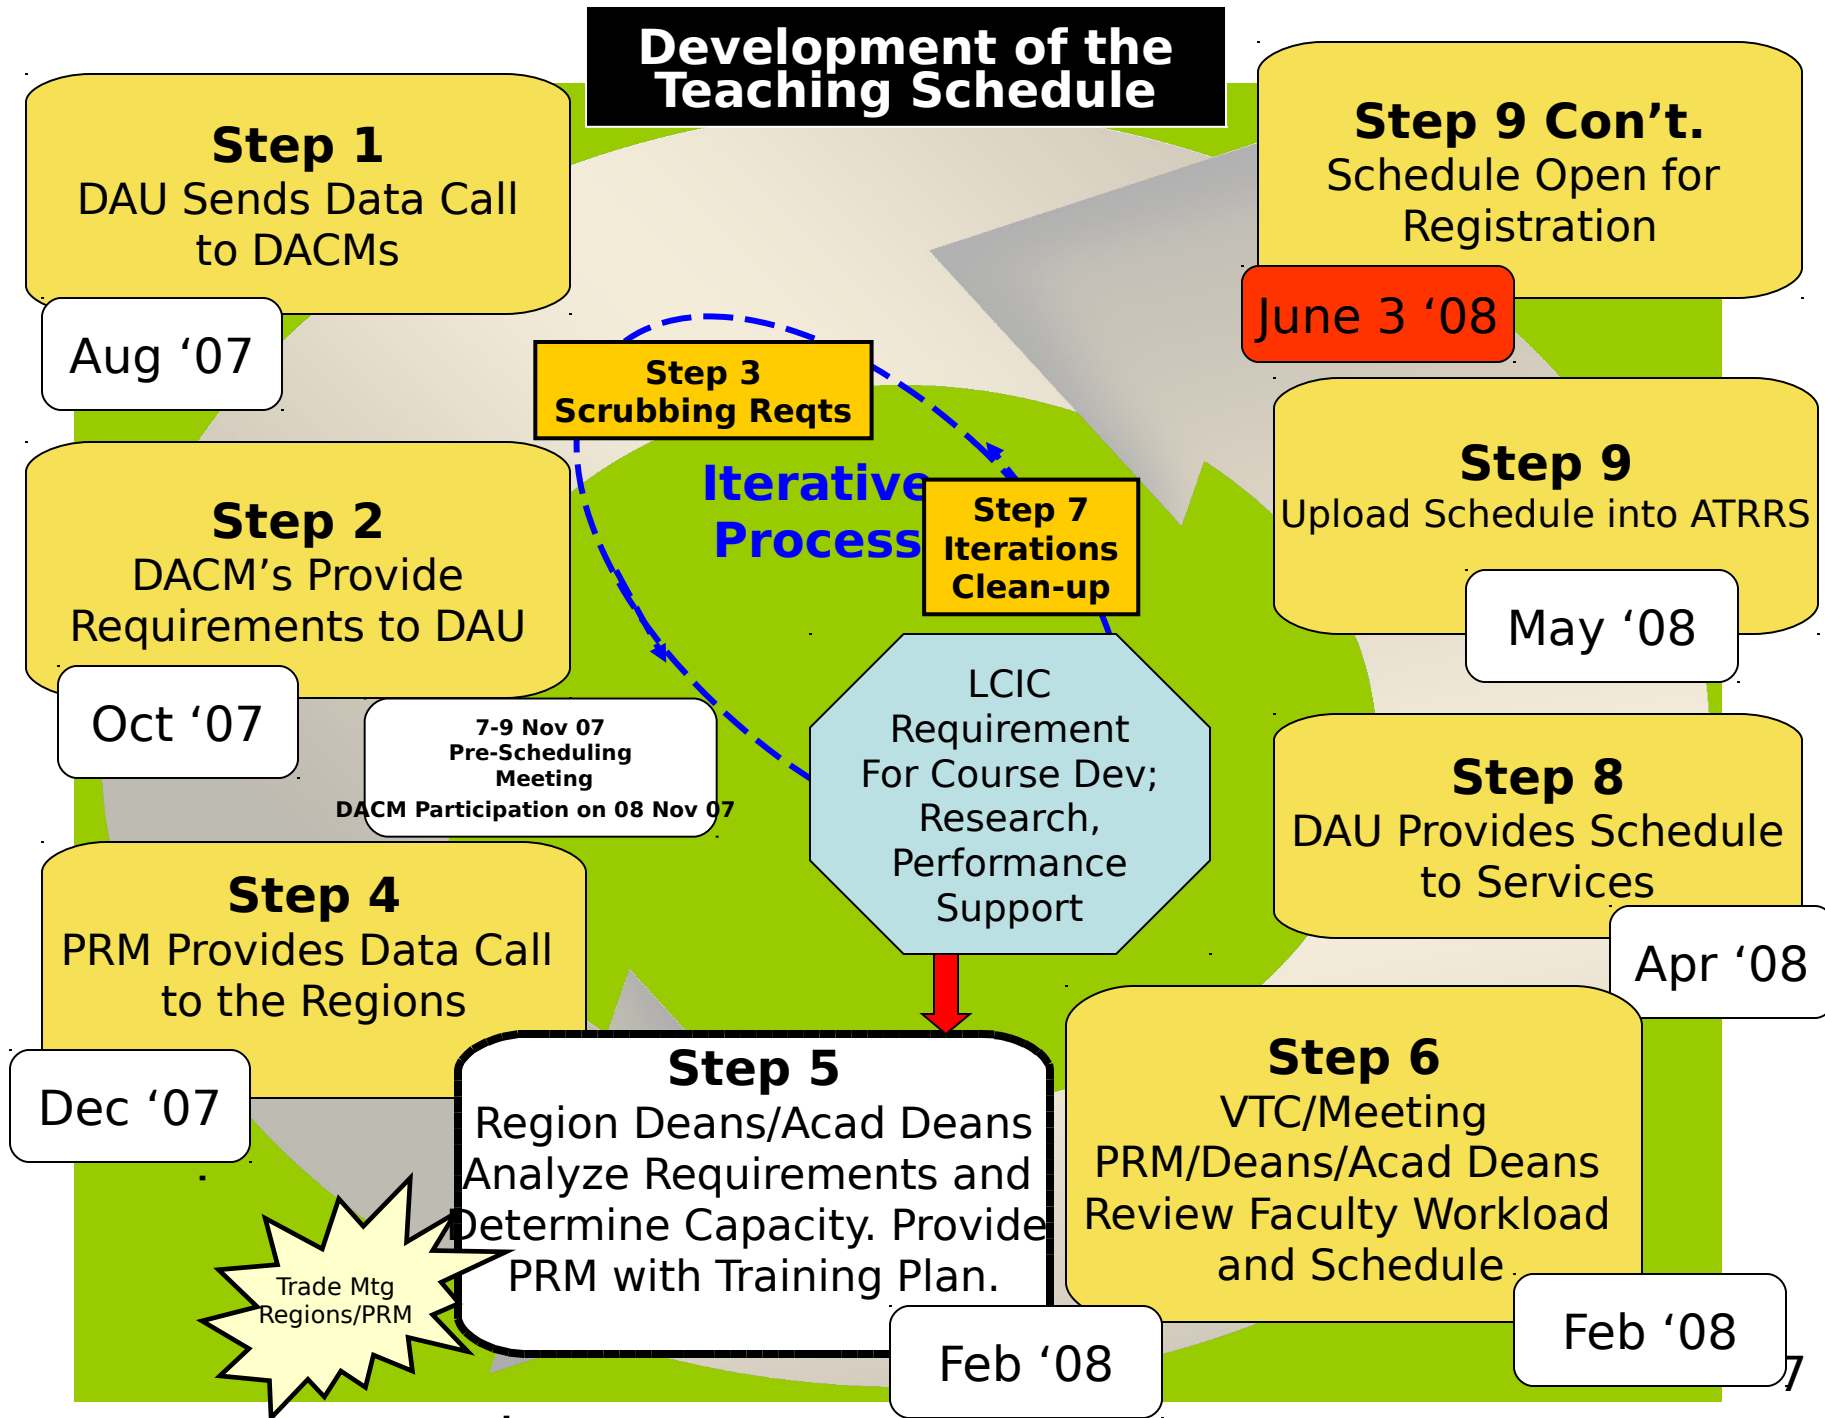 Development of the
Teaching Schedule
Step 1
DAU Sends Data Call
to DACMs
Aug ‘07
Step 2
DACM’s Provide
Requirements to DAU
Oct ‘07
7-9 Nov 07
Pre-Scheduling
Meeting
DACM Participation on 08 Nov 07
Step 3
Scrubbing Reqts
Iterative
Process
Step 7
Iterations
Clean-up
LCIC
Requirement
For Course Dev;
Research,
Performance
Support
Step 4
PRM Provides Data Call
to the Regions
Dec ‘07
Trade Mtg
Regions/PRM
Step 5
Region Deans/Acad Deans
Analyze Requirements and
Determine Capacity. Provide
PRM with Training Plan.
Feb ‘08
Step 6
VTC/Meeting
PRM/Deans/Acad Deans
Review Faculty Workload
and Schedule
Feb ‘08
Step 8
DAU Provides Schedule
to Services
Apr ‘08
Step 9
Upload Schedule into ATRRS
May ‘08
Step 9 Con’t.
Schedule Open for
Registration
June 3 ‘08
7